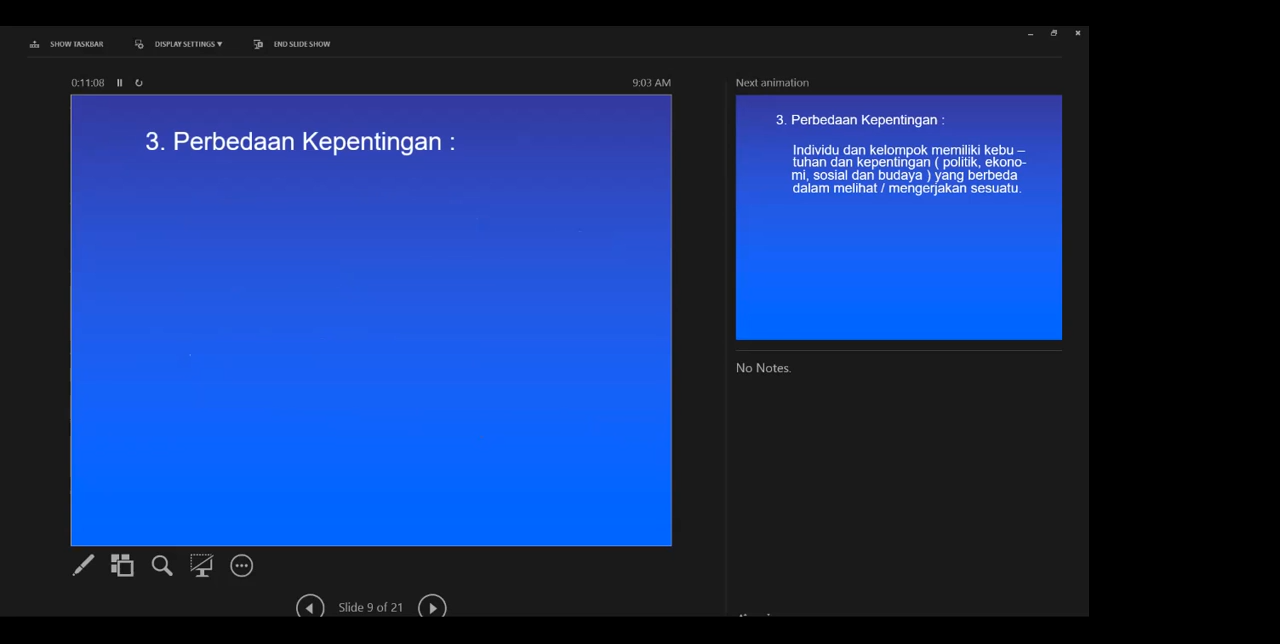 SHOW TASKBAR
DISPLAY SETTINGS ▼
END SLIDE SHOW
0:11:08
9:03 AM
3. Perbedaan Kepentingan :
Slide 9 of 21
Next animation
3. Perbedaan Kepentingan :
Individu dan kelompok memiliki kebu –
tuhan dan kepentingan ( politik, ekono-
mi, sosial dan budaya ) yang berbeda
dalam melihat / mengerjakan sesuatu.
No Notes.